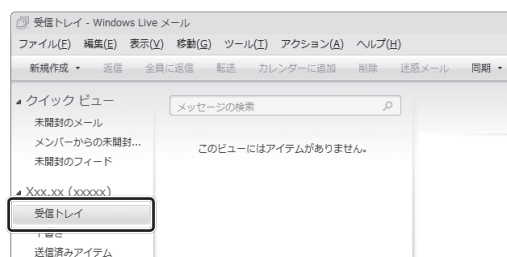 受信トレイ - Windows Live メール
ファイル(F) 編集(E) 表示(V) 移動(G) ツール(T) アクション(A) ヘルプ(H)
新規作成 返信 全員に返信 転送 カレンダーに追加 削除 迷惑メール 同期
クイック ビュー
未開封のメール
メンバーからの未開封...
未開封のフィード
Xxx.xx (xxxxx)
受信トレイ
下書き
送信済みアイテム
メッセージの検索
このビューにはアイテムがありません。